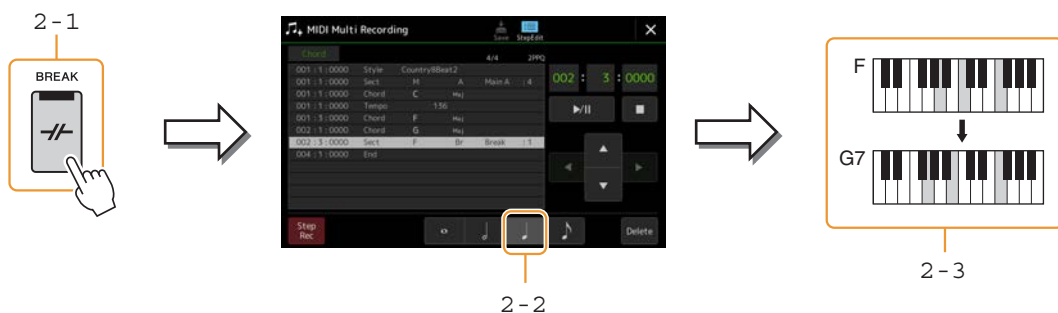 2-1
BREAK
MIDI Multi Recording
Save
StepEdit
Chord
4/4
2PPQ
001 : 1 : 0000 Style Country8Beat2
001 : 1 : 0000 Sect M A Main A : 4
001 : 1 : 0000 Chord C Maj
001 : 1 : 0000 Tempo 136
001 : 3 : 0000 Chord F Maj
002 : 1 : 0000 Chord G Maj
002 : 3 : 0000 Sect F Br Break : 1
004 : 1 : 0000 End
002 : 3 : 0000
Step
Rec
Delete
2-2
F
G7
2-3